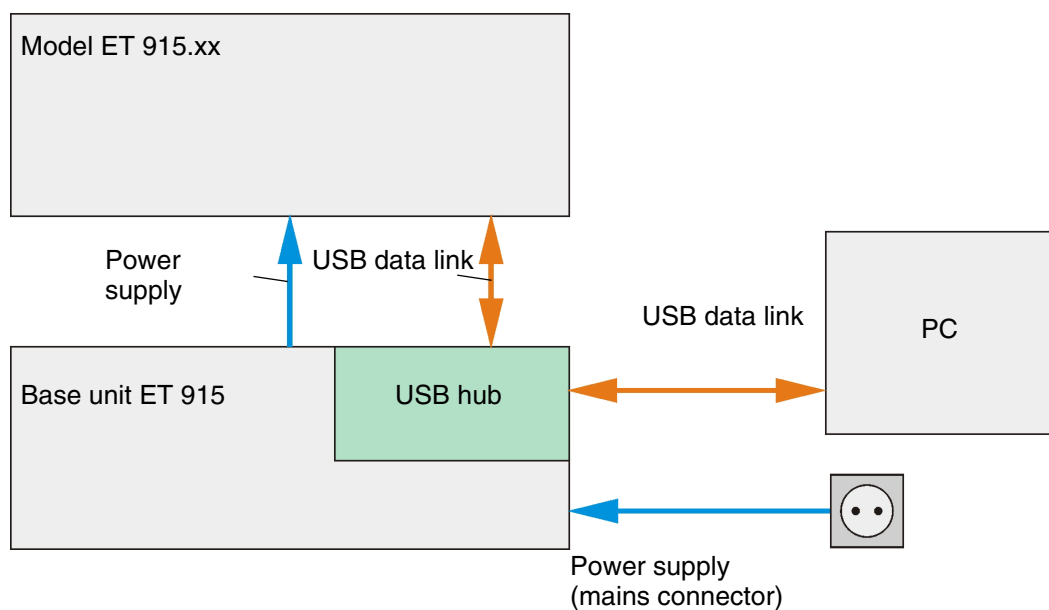 Model ET 915.xx
Power
supply
USB data link
USB data link
PC
Base unit ET 915
USB hub
Power supply
(mains connector)